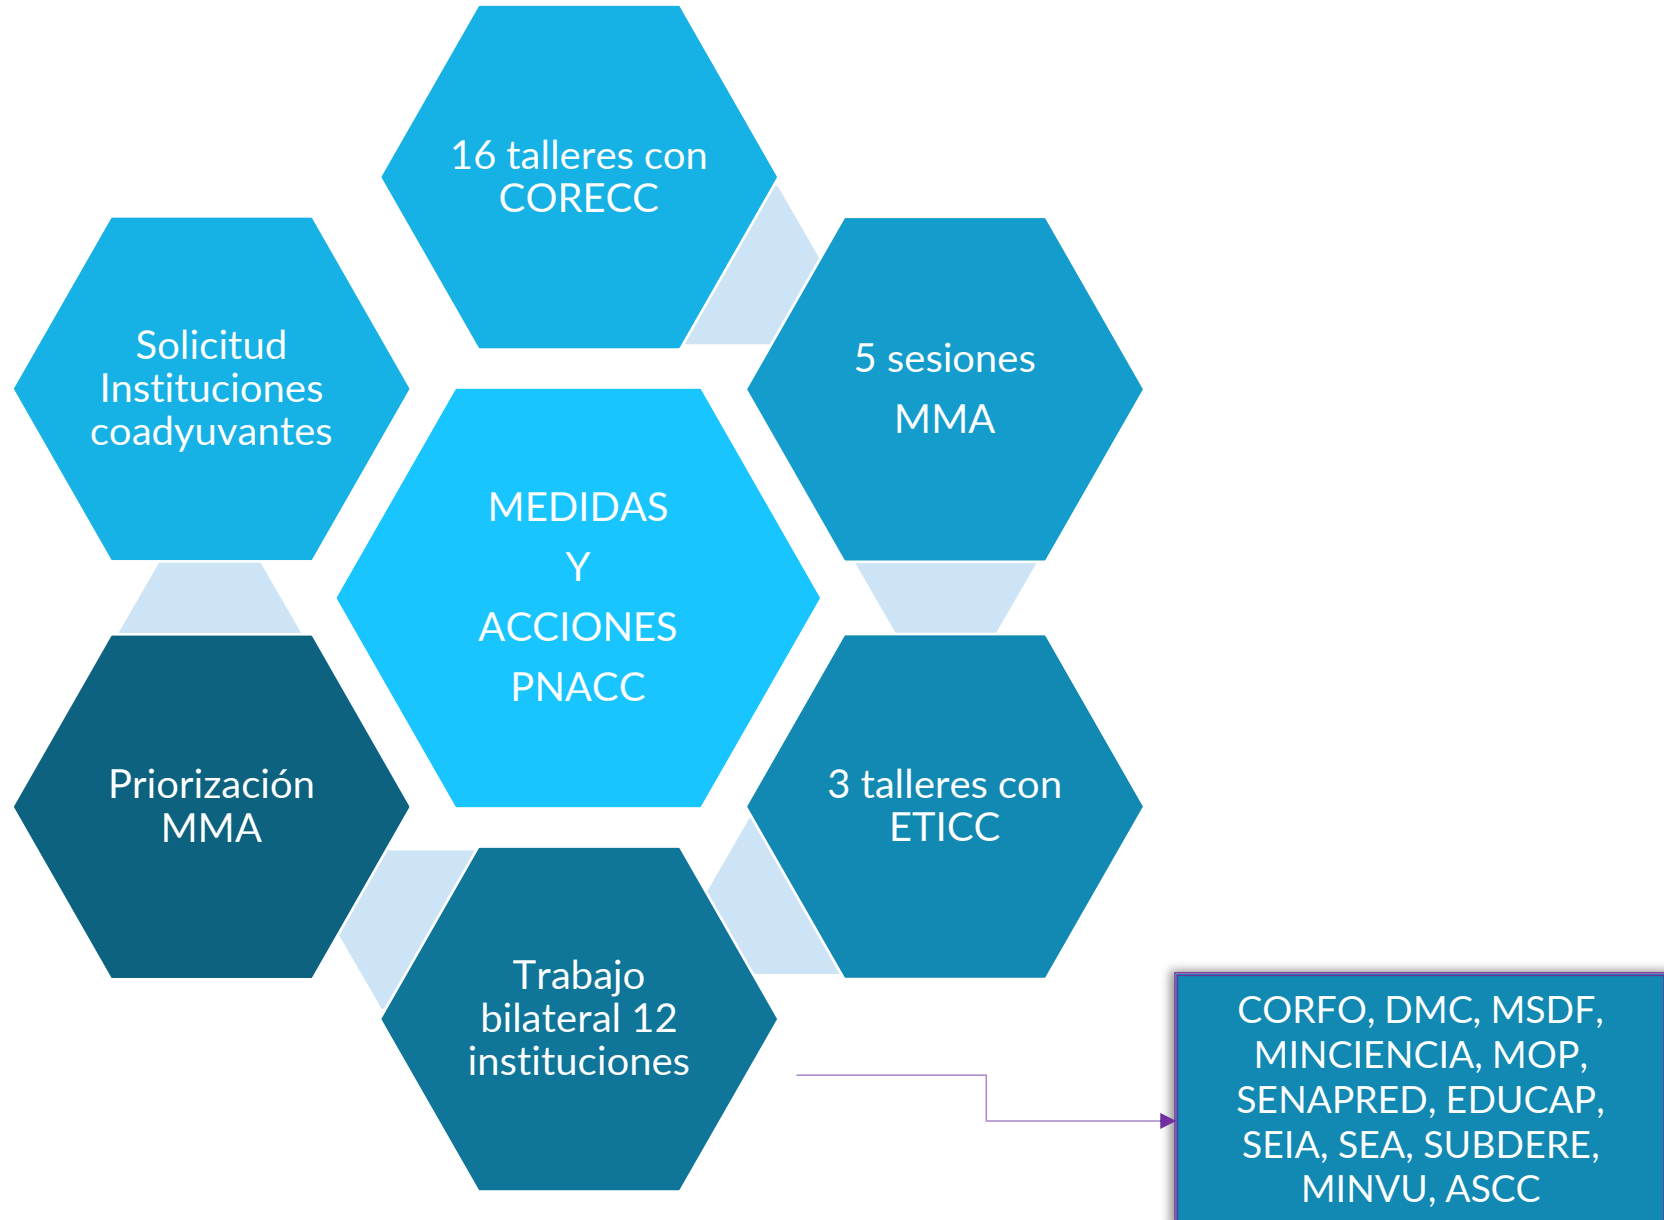 16 talleres con
CORECC
Solicitud
Instituciones
coadyuvantes
5 sesiones
MMA
MEDIDAS
Y
ACCIONES
PNACC
Priorización
MMA
3 talleres con
ETICC
Trabajo
bilateral 12
instituciones
CORFO, DMC, MSDF,
MINCIENCIA, MOP,
SENAPRED, EDUCAP,
SEIA, SEA, SUBDERE,
MINVU, ASCC